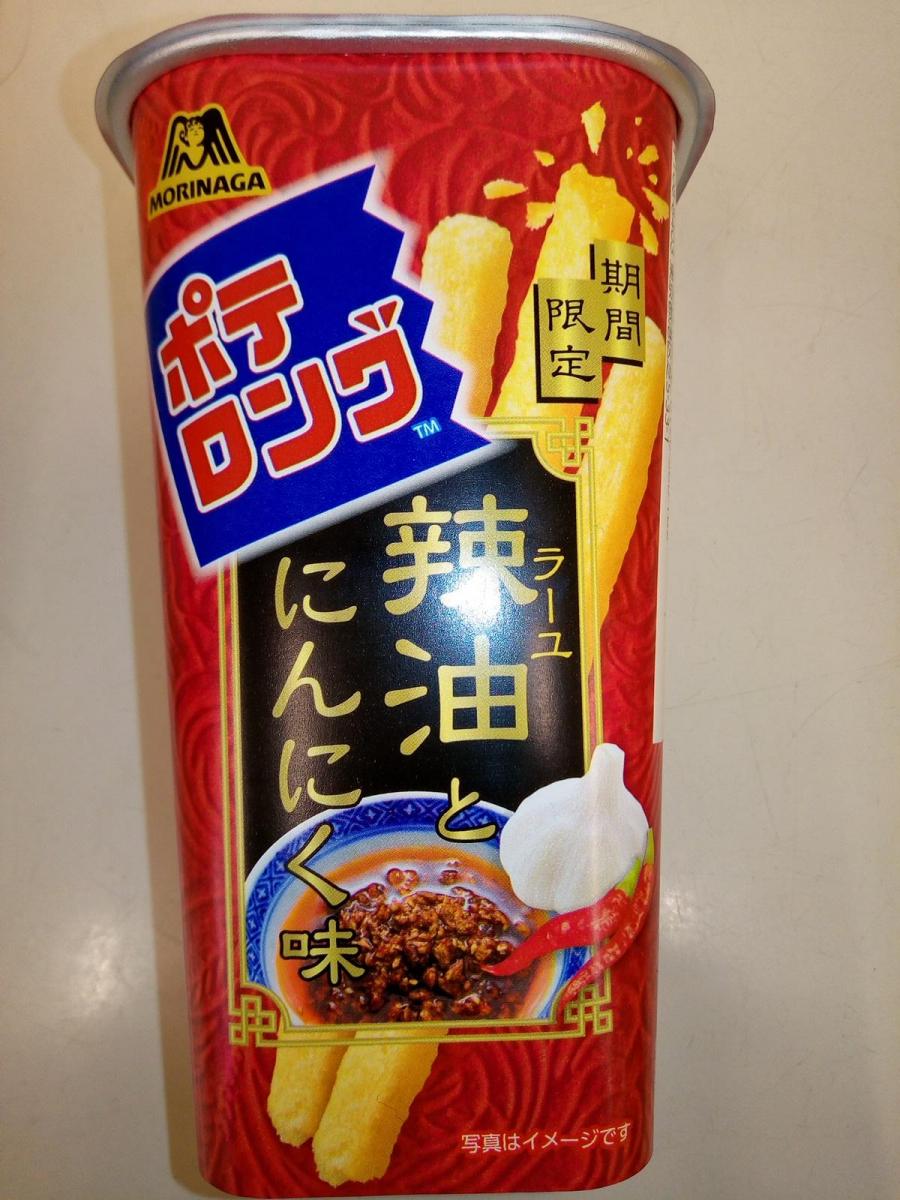 MORINAGA
ポテ
ロング
TM
期間
限定
辣油と
ラーユ
にんにく味
写真はイメージです